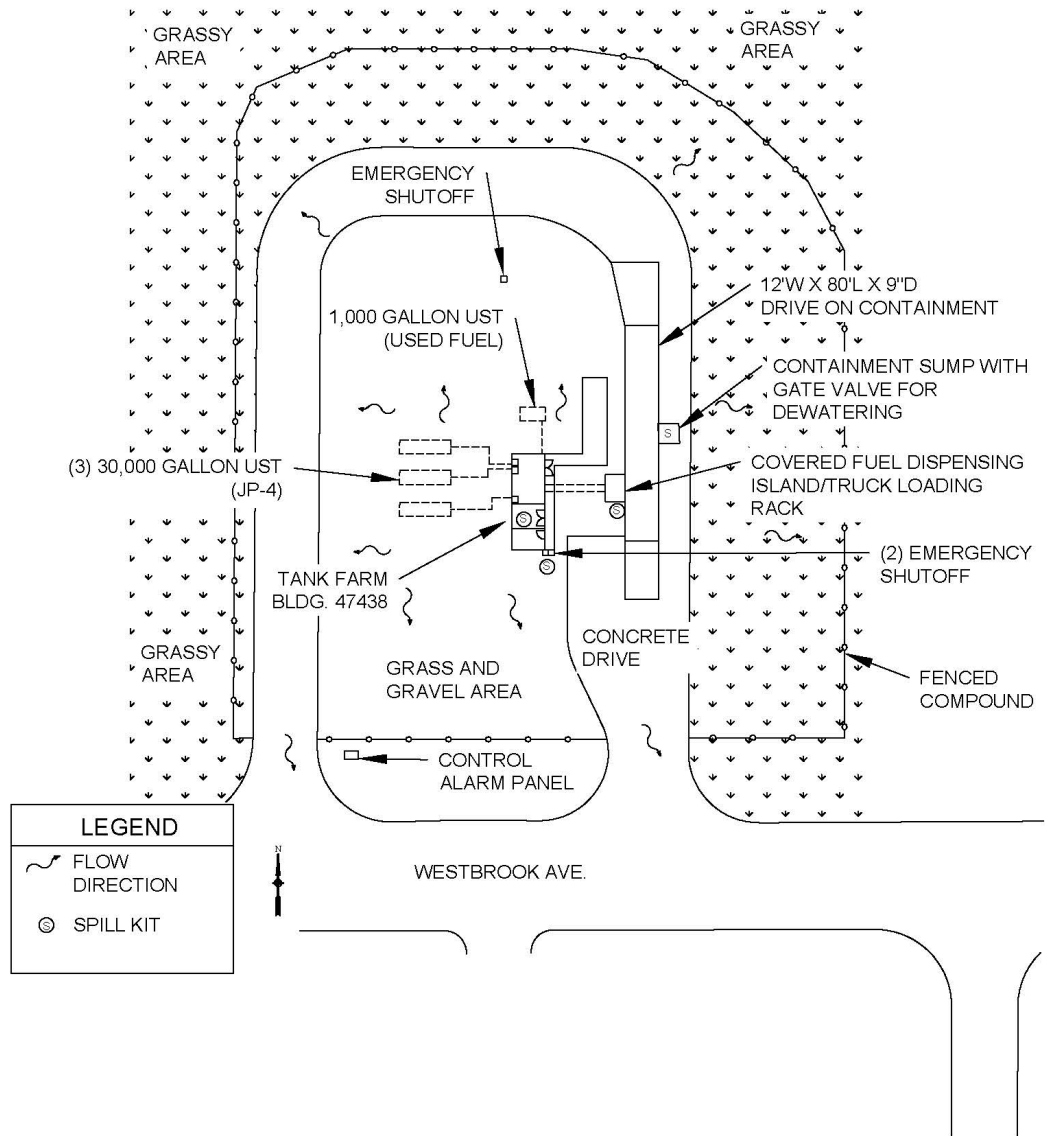 GRASSY
AREA
GRASSY
AREA
EMERGENCY
SHUTOFF
12'W X 80'L X 9"D
DRIVE ON CONTAINMENT
1,000 GALLON UST
(USED FUEL)
CONTAINMENT SUMP WITH
GATE VALVE FOR
DEWATERING
S
(3) 30,000 GALLON UST
(JP-4)
COVERED FUEL DISPENSING
ISLAND/TRUCK LOADING
RACK
S
S
(2) EMERGENCY
SHUTOFF
S
TANK FARM
BLDG. 47438
GRASSY
AREA
CONCRETE
DRIVE
GRASS AND
GRAVEL AREA
FENCED
COMPOUND
CONTROL
ALARM PANEL
LEGEND
FLOW
DIRECTION
S SPILL KIT
N
WESTBROOK AVE.